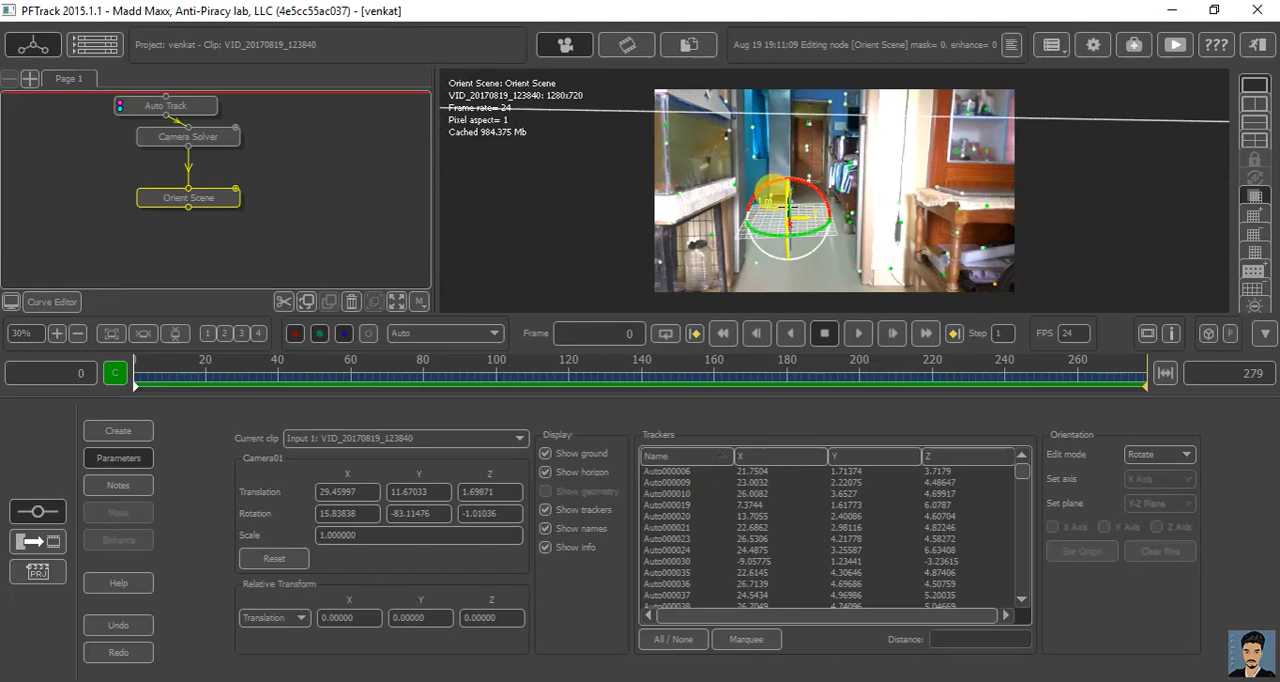 PFTrack 2015.1.1 - Madd Maxx, Anti-Piracy lab, LLC (4e5cc55ac037) - [venkat]
Project: venkat - Clip: VID_20170819_123840
Aug 19 19:11:09 Editing node [Orient Scene] mask= 0, enhance= 0
???
Page 1
Auto Track
Camera Solver
Orient Scene
Orient Scene: Orient Scene
VID_20170819_123840: 1280x720
Frame rate= 24
Pixel aspect= 1
Cached 984.375 Mb
1 m
Curve Editor
M
30%
1 2 3 4
Auto
Frame 0
Step 1
FPS 24
P
0 20 40 60 80 100 120 140 160 180 200 220 240 260
0 C 279
Create
Parameters
Notes
Mask
Enhance
Help
Undo
Redo
PRJ
Current clip Input 1: VID_20170819_123840
Camera01
X Y Z
Translation 29.45997 11.67033 1.69871
Rotation 15.83838 -83.11476 -1.01036
Scale 1.000000
Reset
Relative Transform
X Y Z
Translation 0.00000 0.00000 0.00000
Display
Show ground
Show horizon
Show geometry
Show trackers
Show names
Show info
Trackers
Name X Y Z
Auto000006 21.7504 1.71374 3.7179
Auto000009 23.0032 2.22075 4.48647
Auto000010 26.0082 3.6527 4.69917
Auto000019 7.3744 1.61773 6.0787
Auto000020 13.7055 2.40086 4.60704
Auto000021 22.6862 2.98116 4.82246
Auto000023 26.5306 4.21778 4.58272
Auto000024 24.4875 3.25587 6.63408
Auto000030 -9.05775 1.23441 -3.23615
Auto000035 22.6145 4.30646 4.87406
Auto000036 26.7139 4.69686 4.50759
Auto000037 24.5434 4.96986 5.20035
Auto000038 26.7049 4.74096 5.04669
All / None
Marquee
Distance:
Orientation
Edit mode Rotate
Set axis X Axis
Set plane Y-Z Plane
X Axis Y Axis Z Axis
Set Origin Clear Pins